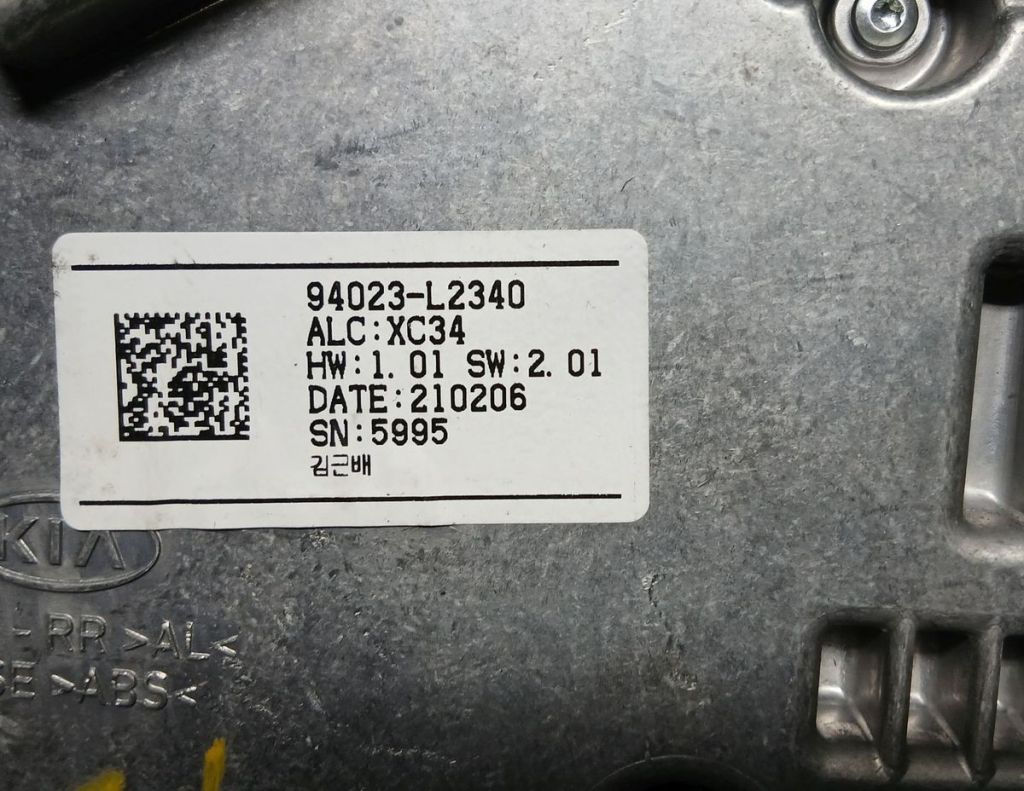 94023-L2340
ALC:XC34
HW:1.01 SW:2.01
DATE:210206
SN:5995
김근배
KIA
- RR >AL<
SE >ABS<